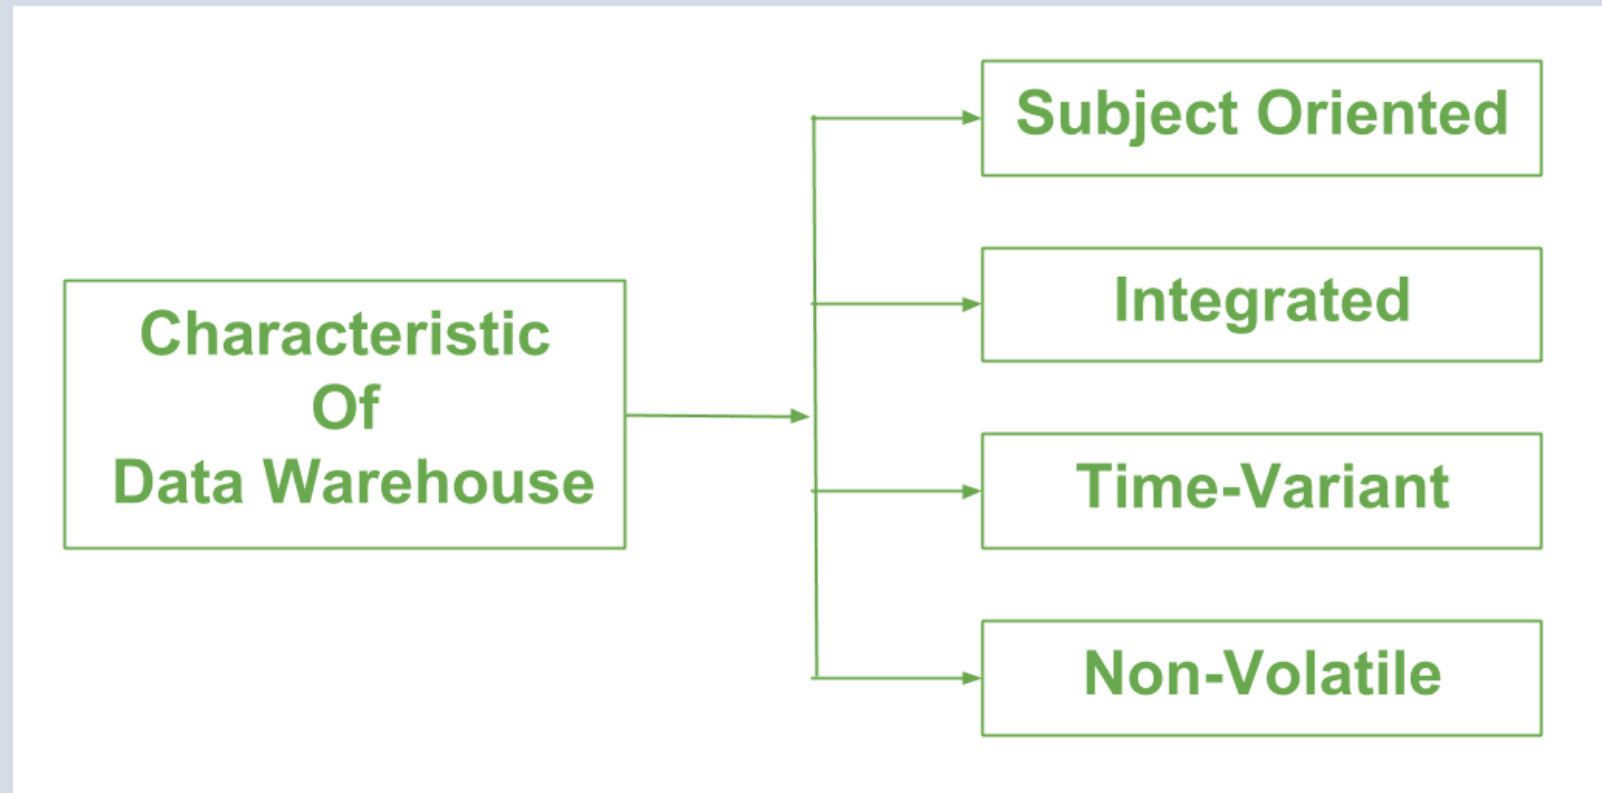 Characteristic
Of
Data Warehouse
Subject Oriented
Integrated
Time-Variant
Non-Volatile